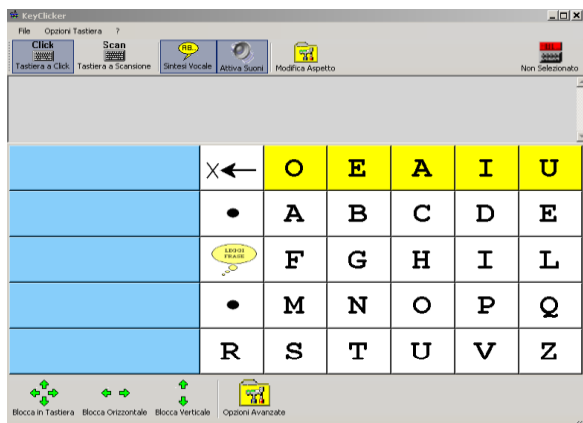 KeyClicker
File Opzioni Tastiera ?
Click Scan AB..
Tastiera a Click Tastiera a Scansione Sintesi Vocale Attiva Suoni Modifica Aspetto Non Selezionato
X O E A I U
A B C D E
LEGGI
FRASE
F G H I L
M N O P Q
R S T U V Z
Blocca in Tastiera Blocca Orizzontale Blocca Verticale Opzioni Avanzate